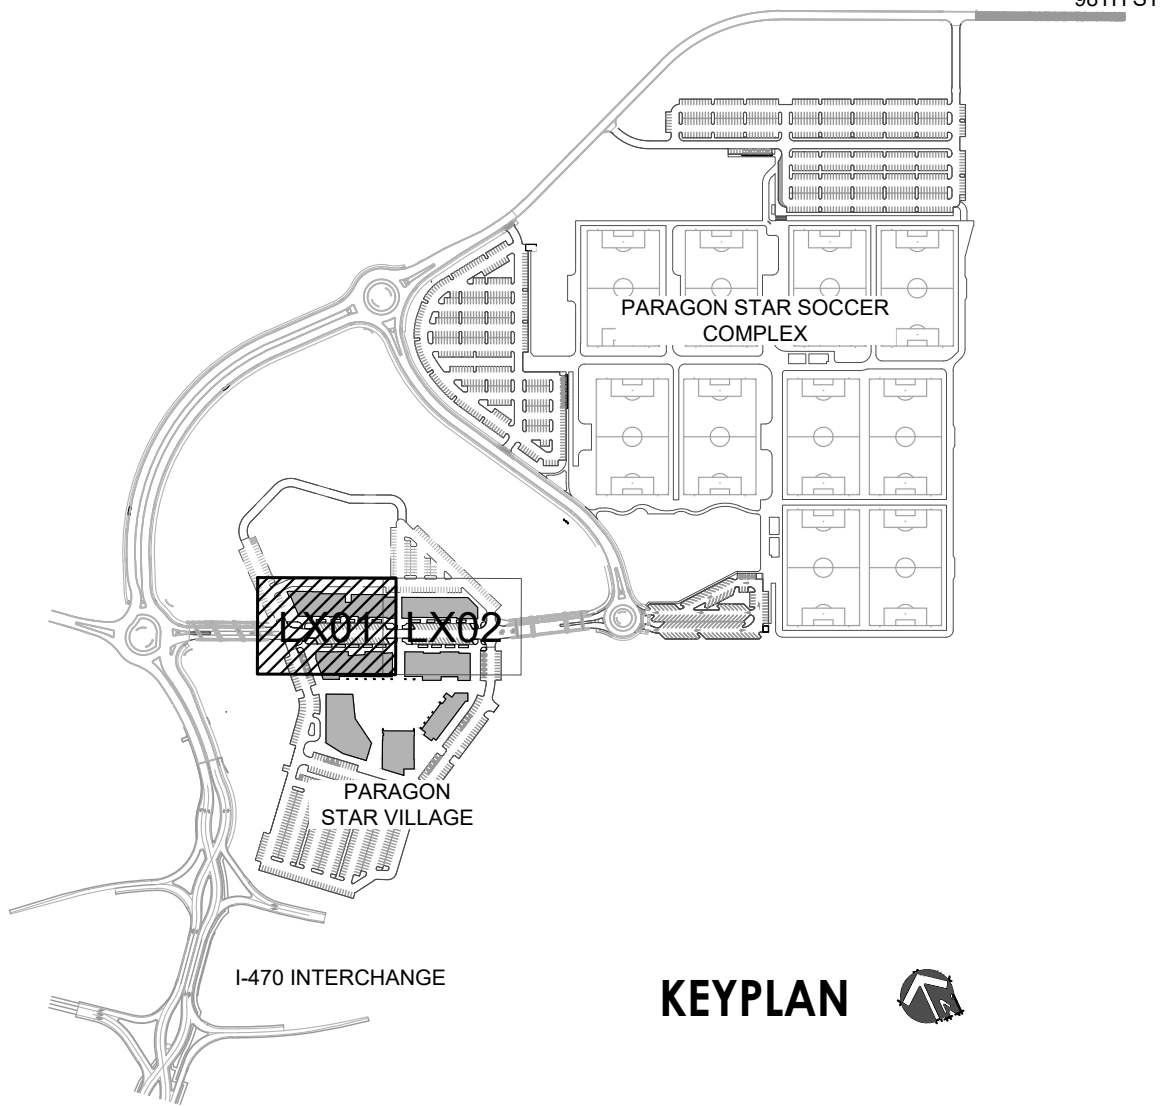 98TH ST
PARAGON STAR SOCCER
COMPLEX
LX01 LX02
PARAGON
STAR VILLAGE
I-470 INTERCHANGE
KEYPLAN